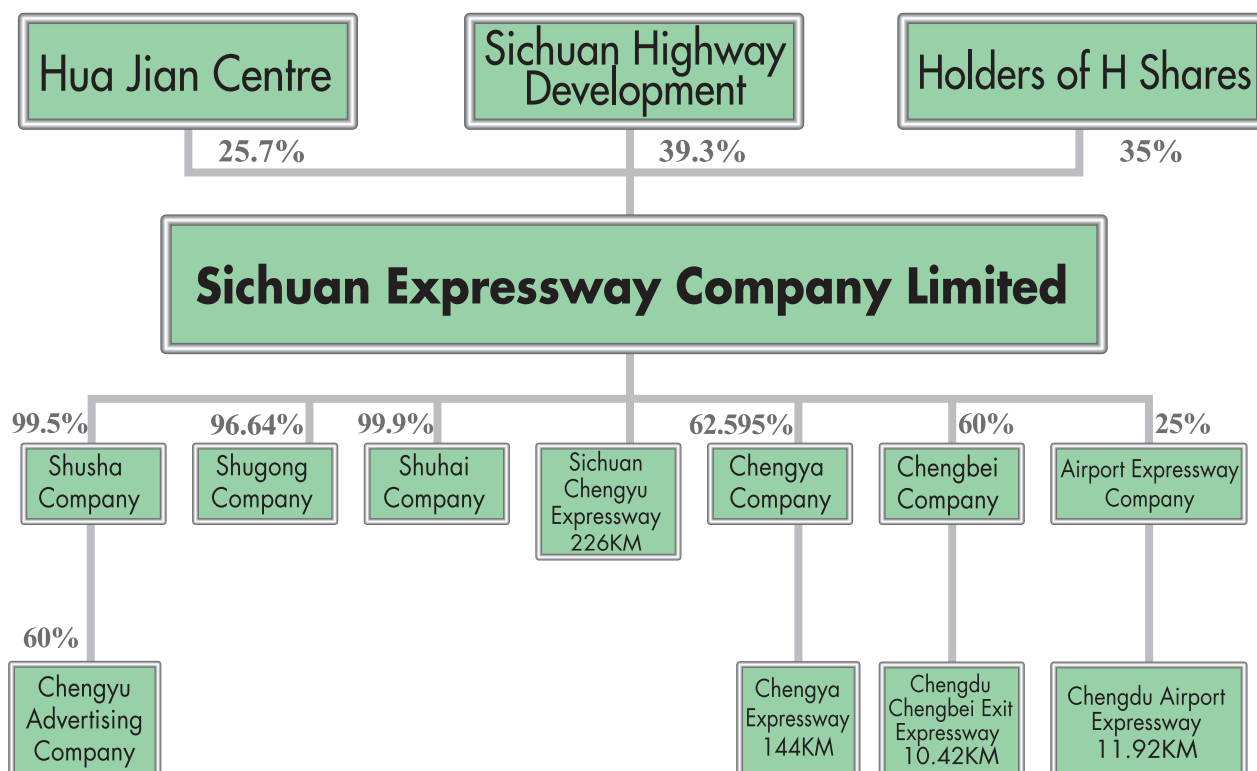 Hua Jian Centre
Sichuan Highway
Development
Holders of H Shares
25.7%
39.3%
35%
Sichuan Expressway Company Limited
99.5%
96.64%
99.9%
62.595%
60%
25%
Shusha
Company
Shugong
Company
Shuhai
Company
Sichuan
Chengyu
Expressway
226KM
Chengya
Company
Chengbei
Company
Airport Expressway
Company
60%
Chengyu
Advertising
Company
Chengya
Expressway
144KM
Chengdu
Chengbei Exit
Expressway
10.42KM
Chengdu Airport
Expressway
11.92KM